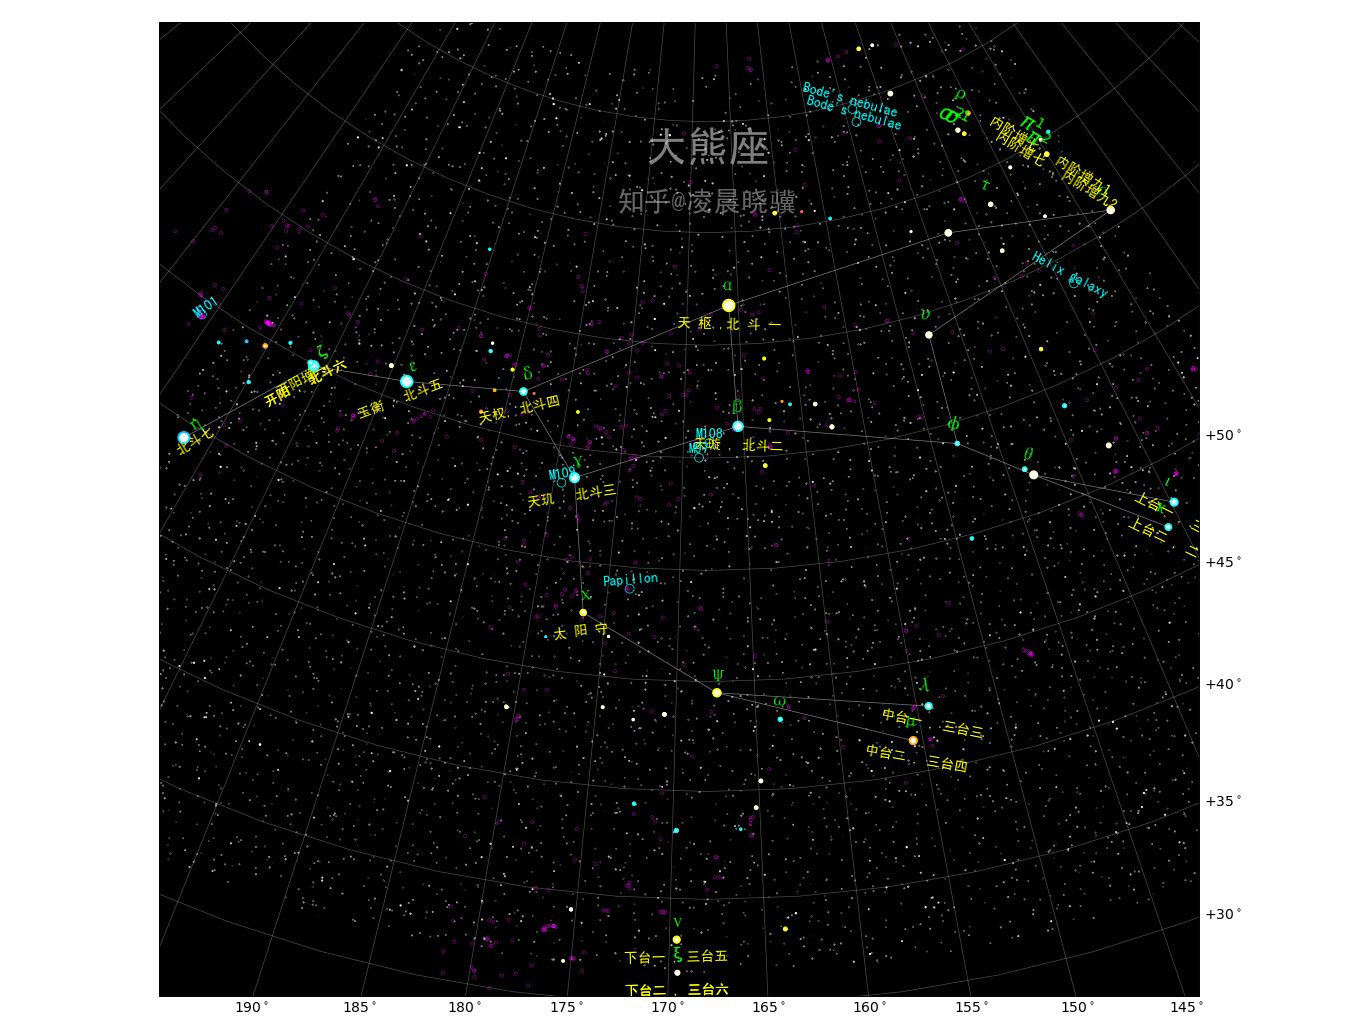 Bode's nebulae
Bode's nebulae
ρ
σ
2
π1
π2
大熊座
内阶增七
内阶增九1
内阶增九2
知乎@凌晨晓骥
τ
Helix galaxy
α
天 枢 , 北 斗 一
υ
M101
ζ
开阳 , 北斗六
开阳增
ε
玉衡 , 北斗五
δ
天权 , 北斗四
β
天璇 , 北斗二
M108
η
, 北斗七
γ
M109
天玑 , 北斗三
φ
θ
ι
κ
上台一 , 三
上台二 , 二
+50°
+45°
Papillon
χ
太 阳 守
ψ
ω
λ
中台一 , 三台三
μ
中台二 , 三台四
+40°
+35°
+30°
ν
下台一 , 三台五
ξ
下台二 , 三台六
190° 185° 180° 175° 170° 165° 160° 155° 150° 145°